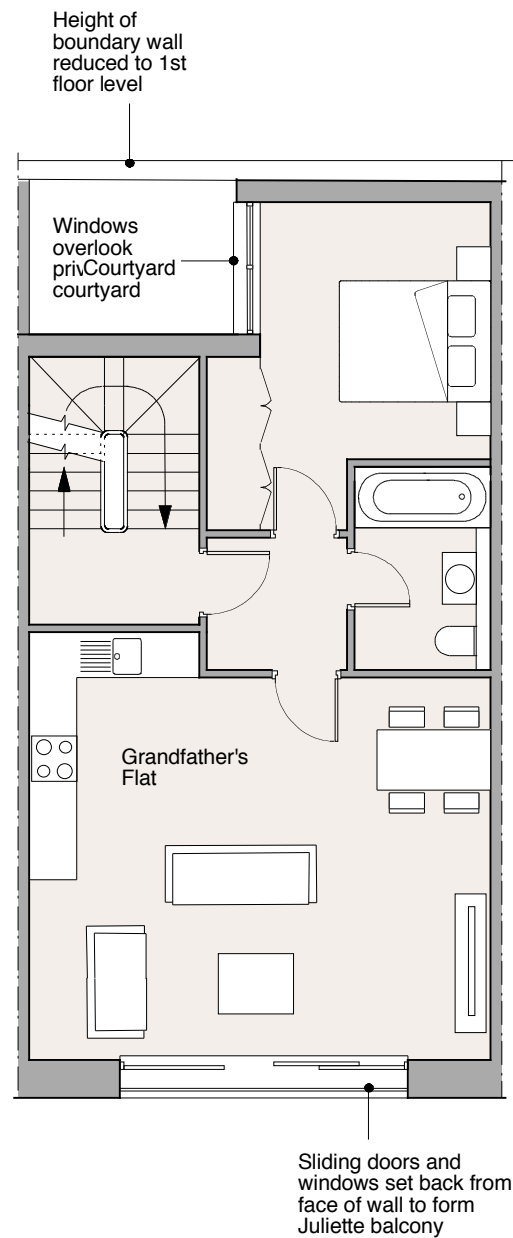 Height of
boundary wall
reduced to 1st
floor level
Windows
overlook
privCourtyard
courtyard
Grandfather's
Flat
Sliding doors and
windows set back from
face of wall to form
Juliette balcony